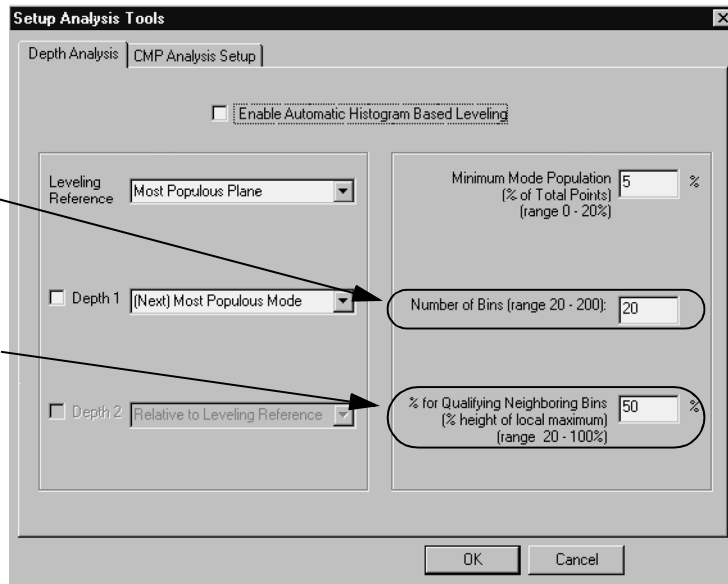 Setup Analysis Tools
Depth Analysis
CMP Analysis Setup
Enable Automatic Histogram Based Leveling
Leveling
Reference
Most Populous Plane
Depth 1
(Next) Most Populous Mode
Depth 2
Relative to Leveling Reference
Minimum Mode Population
(% of Total Points)
(range 0 - 20%)
5
%
Number of Bins (range 20 - 200):
20
% for Qualifying Neighboring Bins
(% height of local maximum)
(range 20 - 100%)
50
%
OK
Cancel